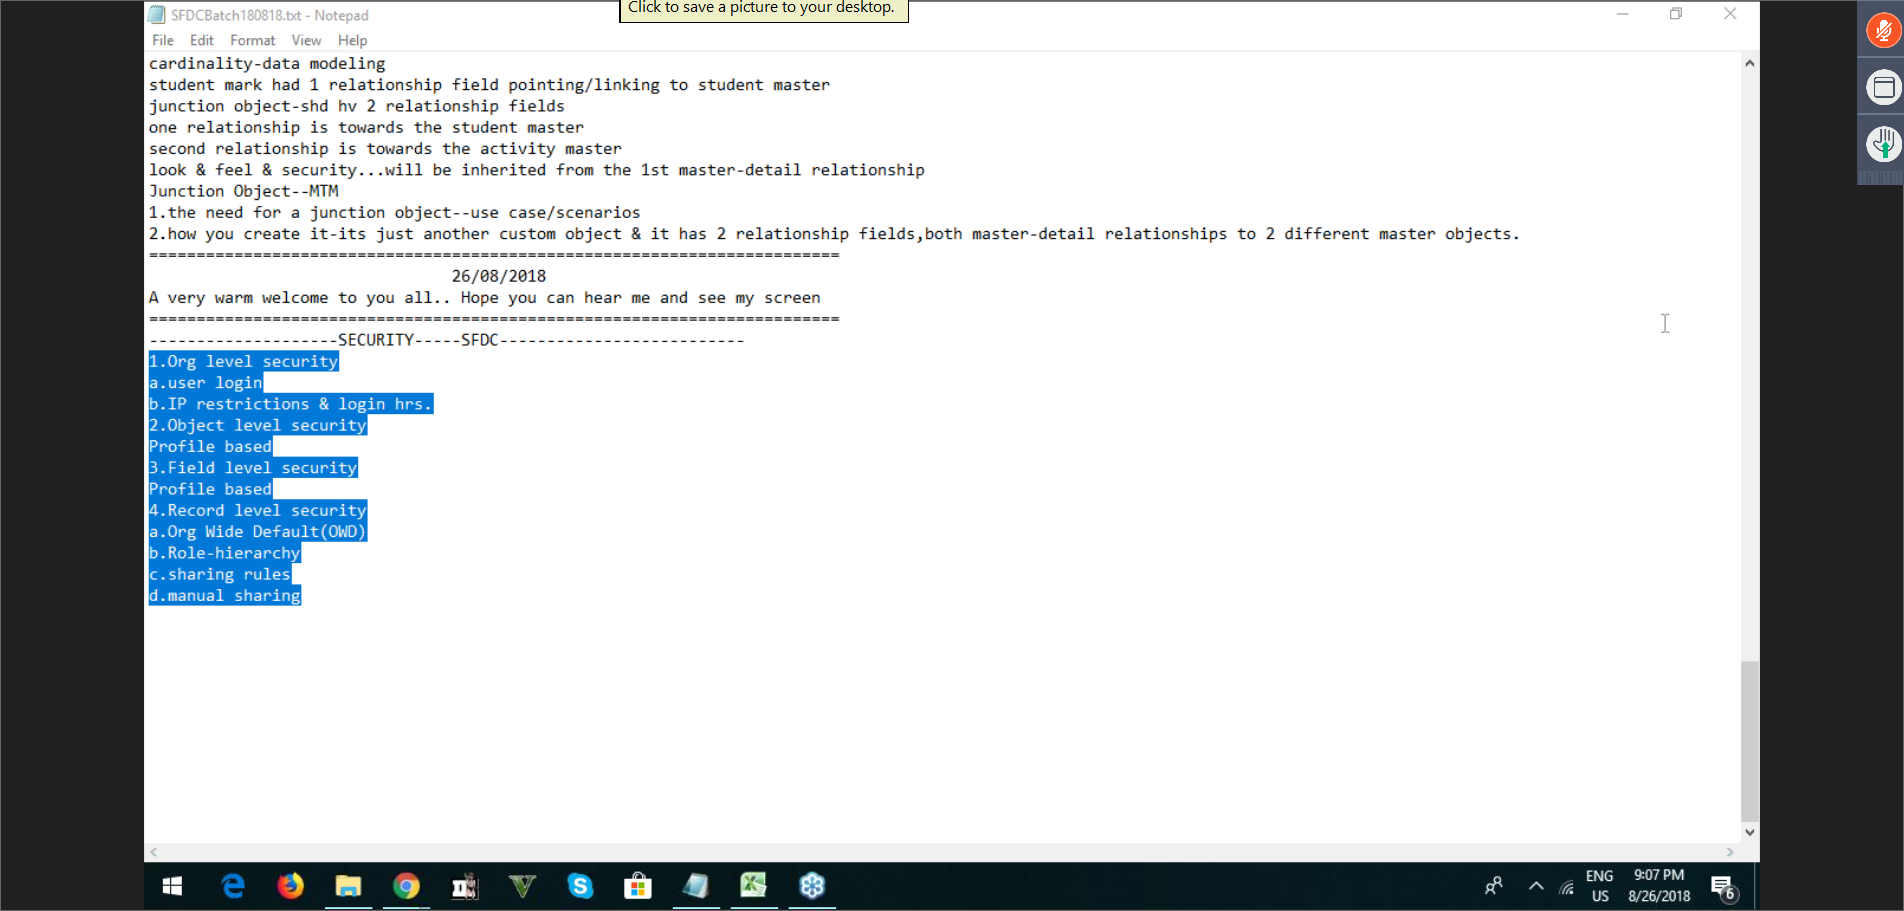 Click to save a picture to your desktop.
SFDCBatch180818.txt - Notepad
File Edit Format View Help
cardinality-data modeling
student mark had 1 relationship field pointing/linking to student master
junction object-shd hv 2 relationship fields
one relationship is towards the student master
second relationship is towards the activity master
look & feel & security...will be inherited from the 1st master-detail relationship
Junction Object--MTM
1.the need for a junction object--use case/scenarios
2.how you create it-its just another custom object & it has 2 relationship fields,both master-detail relationships to 2 different master objects.
=========================================================================
26/08/2018
A very warm welcome to you all.. Hope you can hear me and see my screen
=========================================================================
--------------------SECURITY-----SFDC--------------------------
1.Org level security
a.user login
b.IP restrictions & login hrs.
2.Object level security
Profile based
3.Field level security
Profile based
4.Record level security
a.Org Wide Default(OWD)
b.Role-hierarchy
c.sharing rules
d.manual sharing
ENG
US
9:07 PM
8/26/2018
6